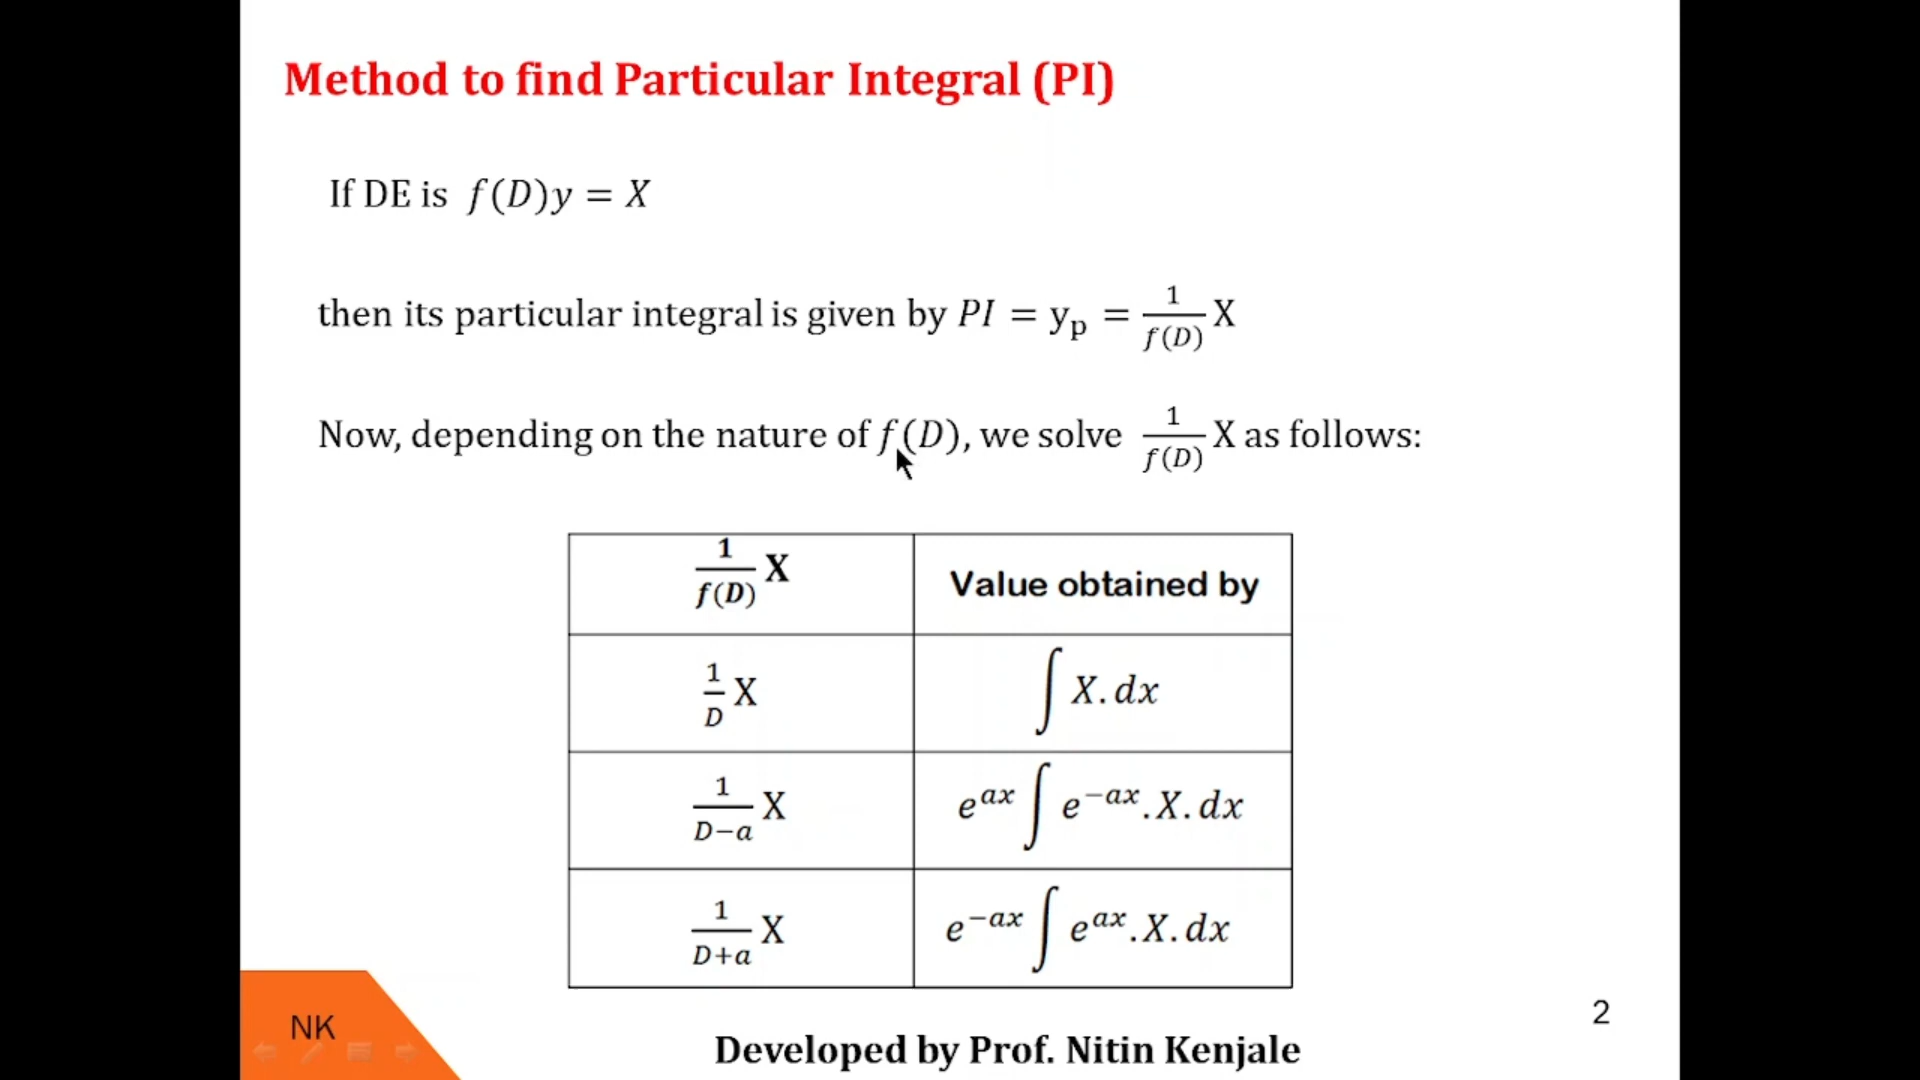 Method to find Particular Integral (PI)
If DE is f(D)y = X
then its particular integral is given by PI = yₚ = 1/f(D) X
Now, depending on the nature of f(D), we solve 1/f(D) X as follows:
1/f(D) X
Value obtained by
1/D X
∫ X. dx
1/D−a X
e^ax ∫ e^−ax. X. dx
1/D+a X
e^−ax ∫ e^ax. X. dx
NK
2
Developed by Prof. Nitin Kenjale